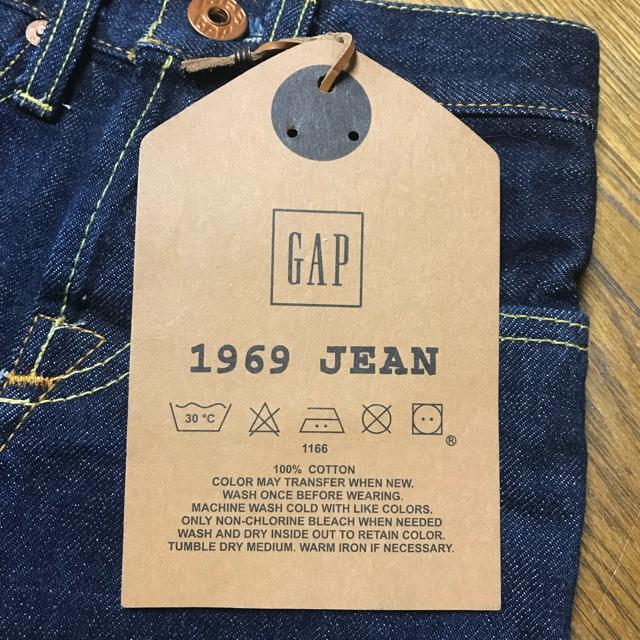 GAP
1969 JEAN
30 °C
®
1166
100% COTTON
COLOR MAY TRANSFER WHEN NEW.
WASH ONCE BEFORE WEARING.
MACHINE WASH COLD WITH LIKE COLORS.
ONLY NON-CHLORINE BLEACH WHEN NEEDED
WASH AND DRY INSIDE OUT TO RETAIN COLOR.
TUMBLE DRY MEDIUM. WARM IRON IF NECESSARY.